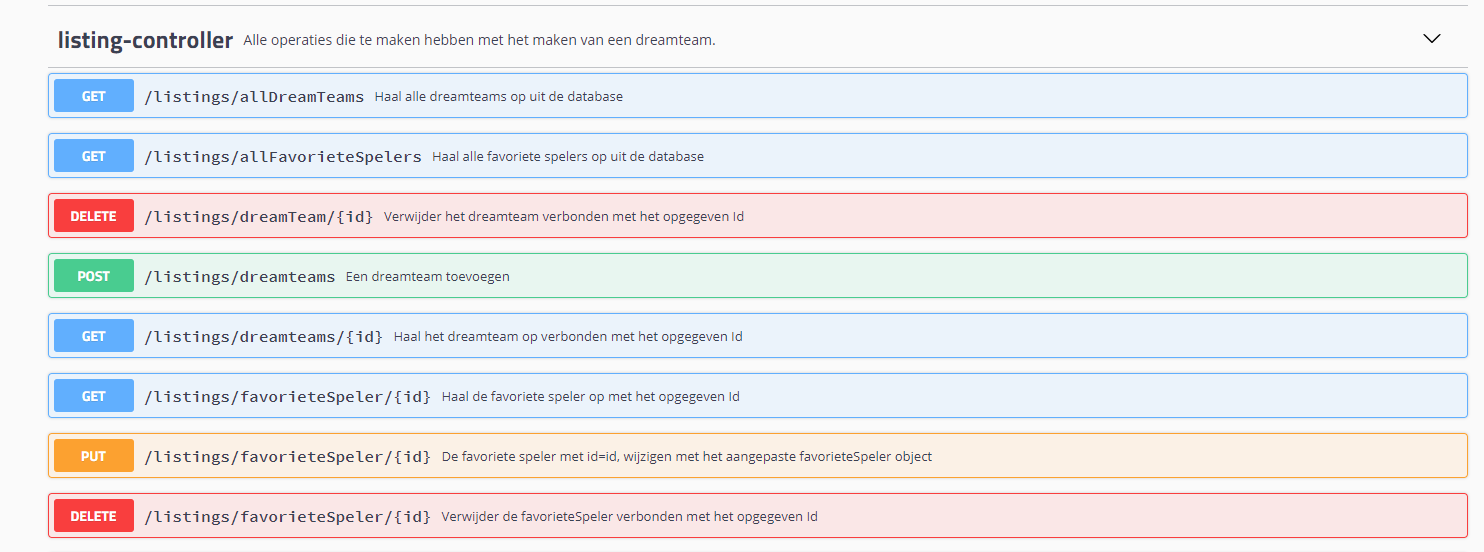 listing-controller Alle operaties die te maken hebben met het maken van een dreamteam.
GET /listings/allDreamTeams Haal alle dreamteams op uit de database
GET /listings/allFavorieteSpelers Haal alle favoriete spelers op uit de database
DELETE /listings/dreamTeam/{id} Verwijder het dreamteam verbonden met het opgegeven Id
POST /listings/dreamteams Een dreamteam toevoegen
GET /listings/dreamteams/{id} Haal het dreamteam op verbonden met het opgegeven Id
GET /listings/favorieteSpeler/{id} Haal de favoriete speler op met het opgegeven Id
PUT /listings/favorieteSpeler/{id} De favoriete speler met id=id, wijzigen met het aangepaste favorieteSpeler object
DELETE /listings/favorieteSpeler/{id} Verwijder de favorieteSpeler verbonden met het opgegeven Id